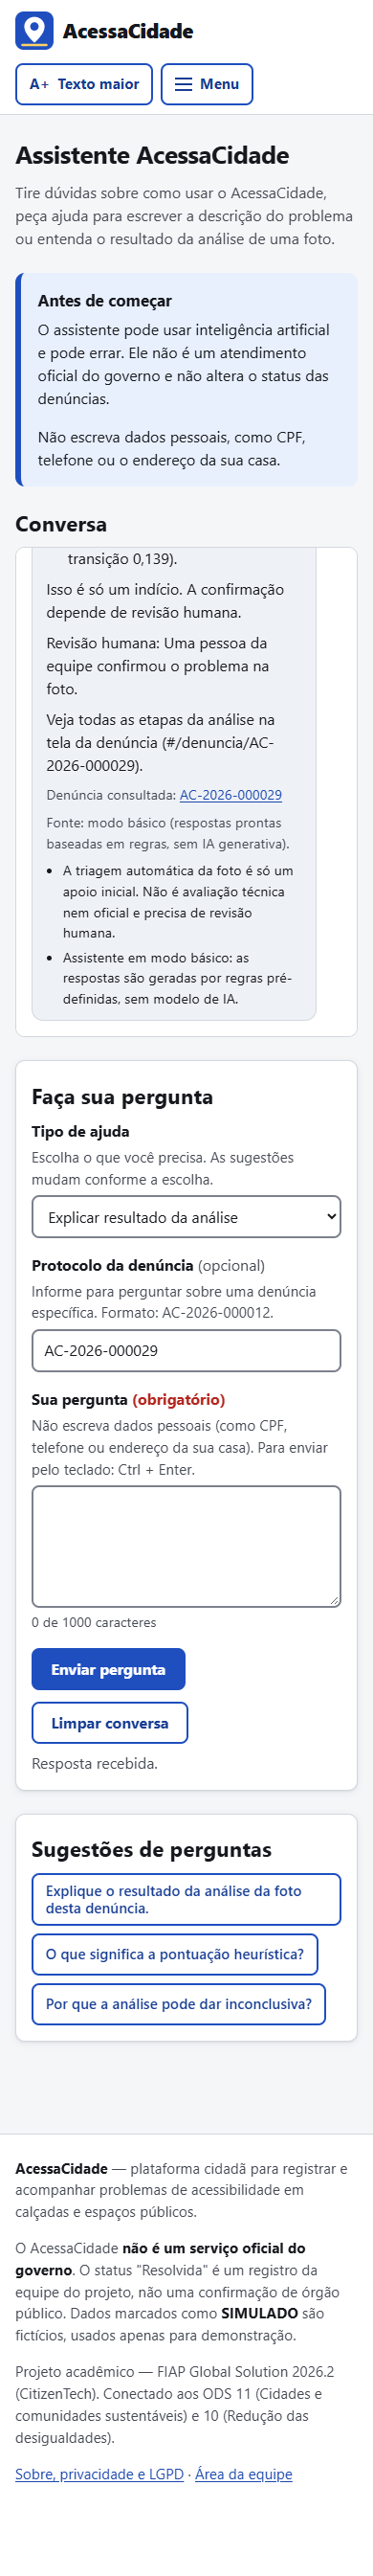 AcessaCidade
A+ Texto maior
Menu
Assistente AcessaCidade
Tire dúvidas sobre como usar o AcessaCidade,
peça ajuda para escrever a descrição do problema
ou entenda o resultado da análise de uma foto.
Antes de começar
O assistente pode usar inteligência artificial
e pode errar. Ele não é um atendimento
oficial do governo e não altera o status das
denúncias.
Não escreva dados pessoais, como CPF,
telefone ou o endereço da sua casa.
Conversa
transição 0,139).
Isso é só um indício. A confirmação
depende de revisão humana.
Revisão humana: Uma pessoa da
equipe confirmou o problema na
foto.
Veja todas as etapas da análise na
tela da denúncia (#/denuncia/AC-
2026-000029).
Denúncia consultada: AC-2026-000029
Fonte: modo básico (respostas prontas
baseadas em regras, sem IA generativa).
• A triagem automática da foto é só um
apoio inicial. Não é avaliação técnica
nem oficial e precisa de revisão
humana.
• Assistente em modo básico: as
respostas são geradas por regras pré-
definidas, sem modelo de IA.
Faça sua pergunta
Tipo de ajuda
Escolha o que você precisa. As sugestões
mudam conforme a escolha.
Explicar resultado da análise
Protocolo da denúncia (opcional)
Informe para perguntar sobre uma denúncia
específica. Formato: AC-2026-000012.
AC-2026-000029
Sua pergunta (obrigatório)
Não escreva dados pessoais (como CPF,
telefone ou endereço da sua casa). Para enviar
pelo teclado: Ctrl + Enter.
0 de 1000 caracteres
Enviar pergunta
Limpar conversa
Resposta recebida.
Sugestões de perguntas
Explique o resultado da análise da foto
desta denúncia.
O que significa a pontuação heurística?
Por que a análise pode dar inconclusiva?
AcessaCidade — plataforma cidadã para registrar e
acompanhar problemas de acessibilidade em
calçadas e espaços públicos.
O AcessaCidade não é um serviço oficial do
governo. O status "Resolvida" é um registro da
equipe do projeto, não uma confirmação de órgão
público. Dados marcados como SIMULADO são
fictícios, usados apenas para demonstração.
Projeto acadêmico — FIAP Global Solution 2026.2
(CitizenTech). Conectado aos ODS 11 (Cidades e
comunidades sustentáveis) e 10 (Redução das
desigualdades).
Sobre, privacidade e LGPD · Área da equipe